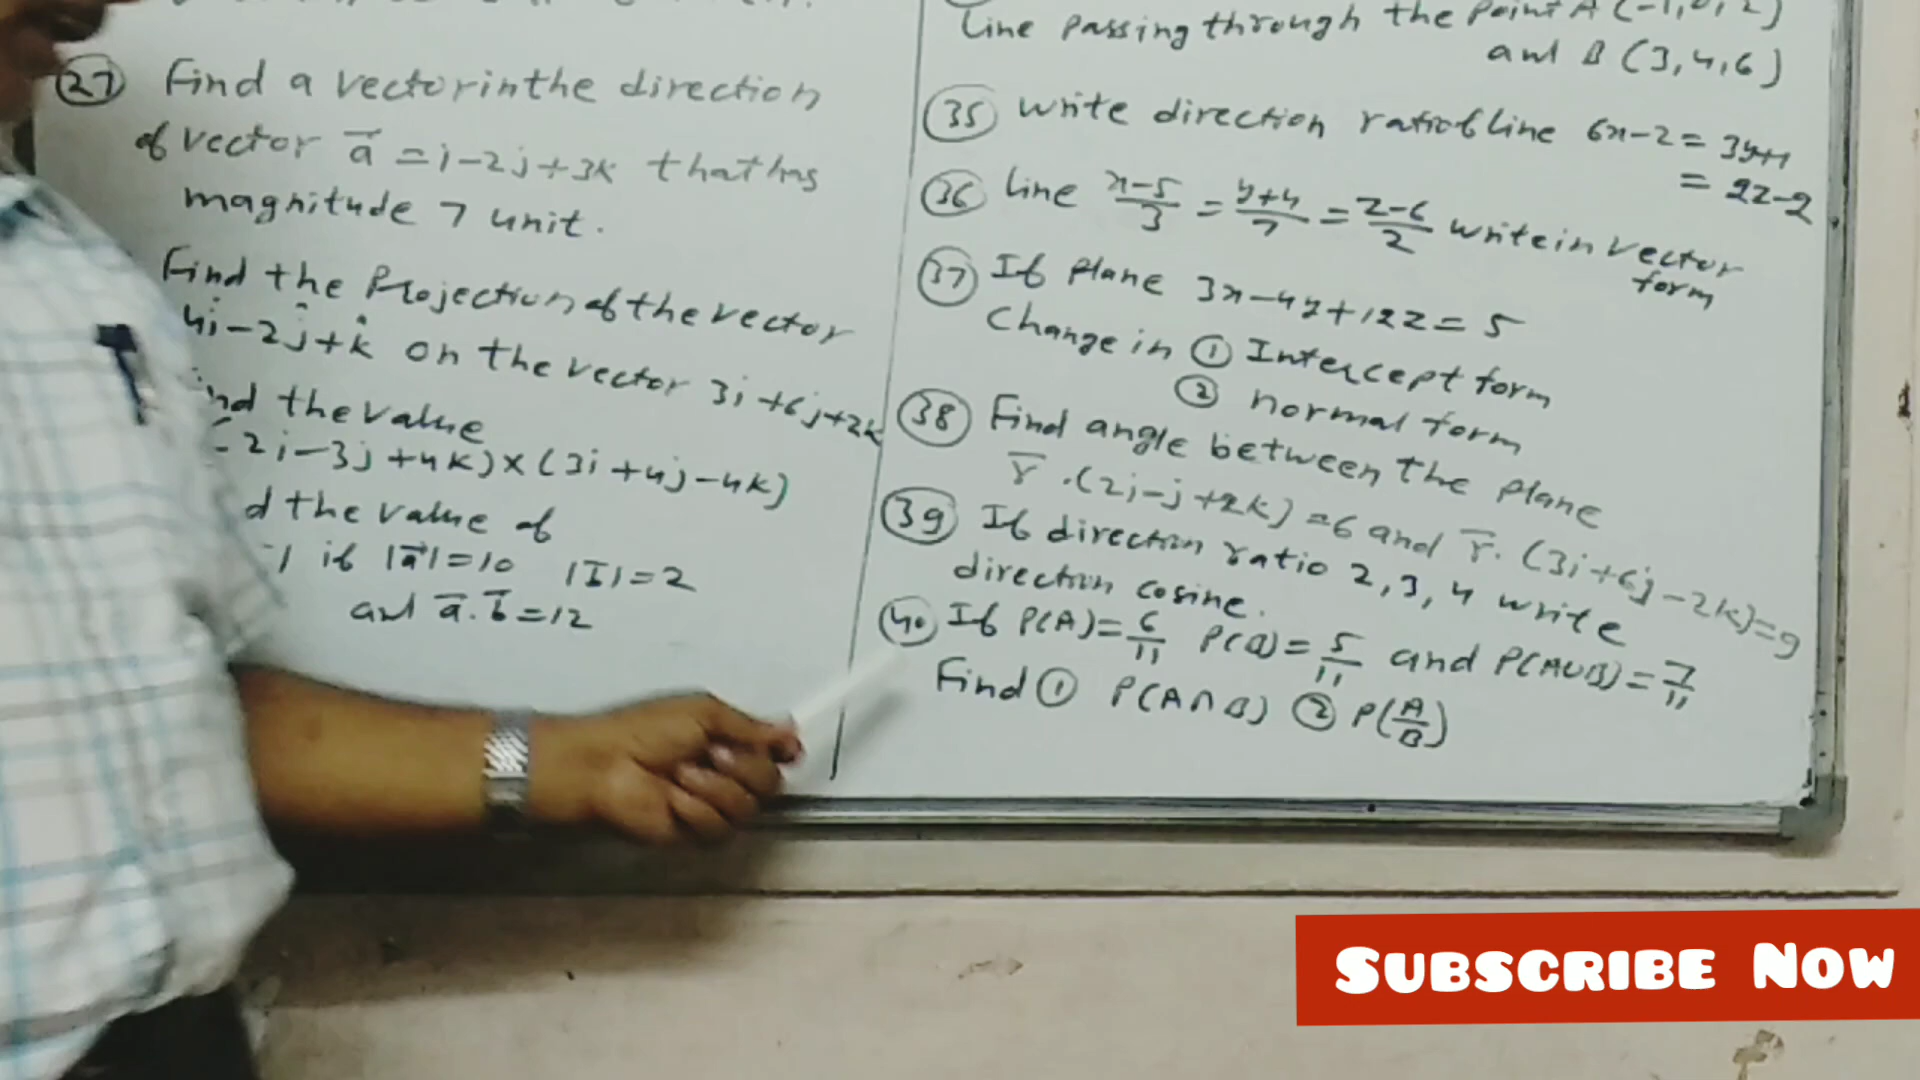 (27) Find a vector in the direction
of vector a⃗ = i-2j+3k that has
magnitude 7 unit.
Find the Projection of the vector
4i-2ĵ+k̂ on the vector 3i+6j+2k
nd the value
2i-3j+4k)×(3i+4j-4k)
d the value of
| if |a⃗|=10 |b̄|=2
and a̅.b̅=12
Line passing through the Point A (-1,0,2)
and B (3,4,6)
(35) write direction ratio of line 6x-2=3y+1
=2z-2
(36) line (x-5)/3 = (y+4)/7 = (z-6)/2 write in vector
form
(37) If plane 3x-4y+12z=5
Change in (1) Intercept form
(2) normal form
(38) Find angle between the plane
r̅.(2i-j+2k)=6 and r̅.(3i+6j-2k)=9
(39) If direction ratio 2,3,4 write
direction cosine.
(40) If P(A)=6/11 P(B)=5/11 and P(A∪B)=7/11
Find (1) P(A∩B) (2) P(A/B)
SUBSCRIBE NOW